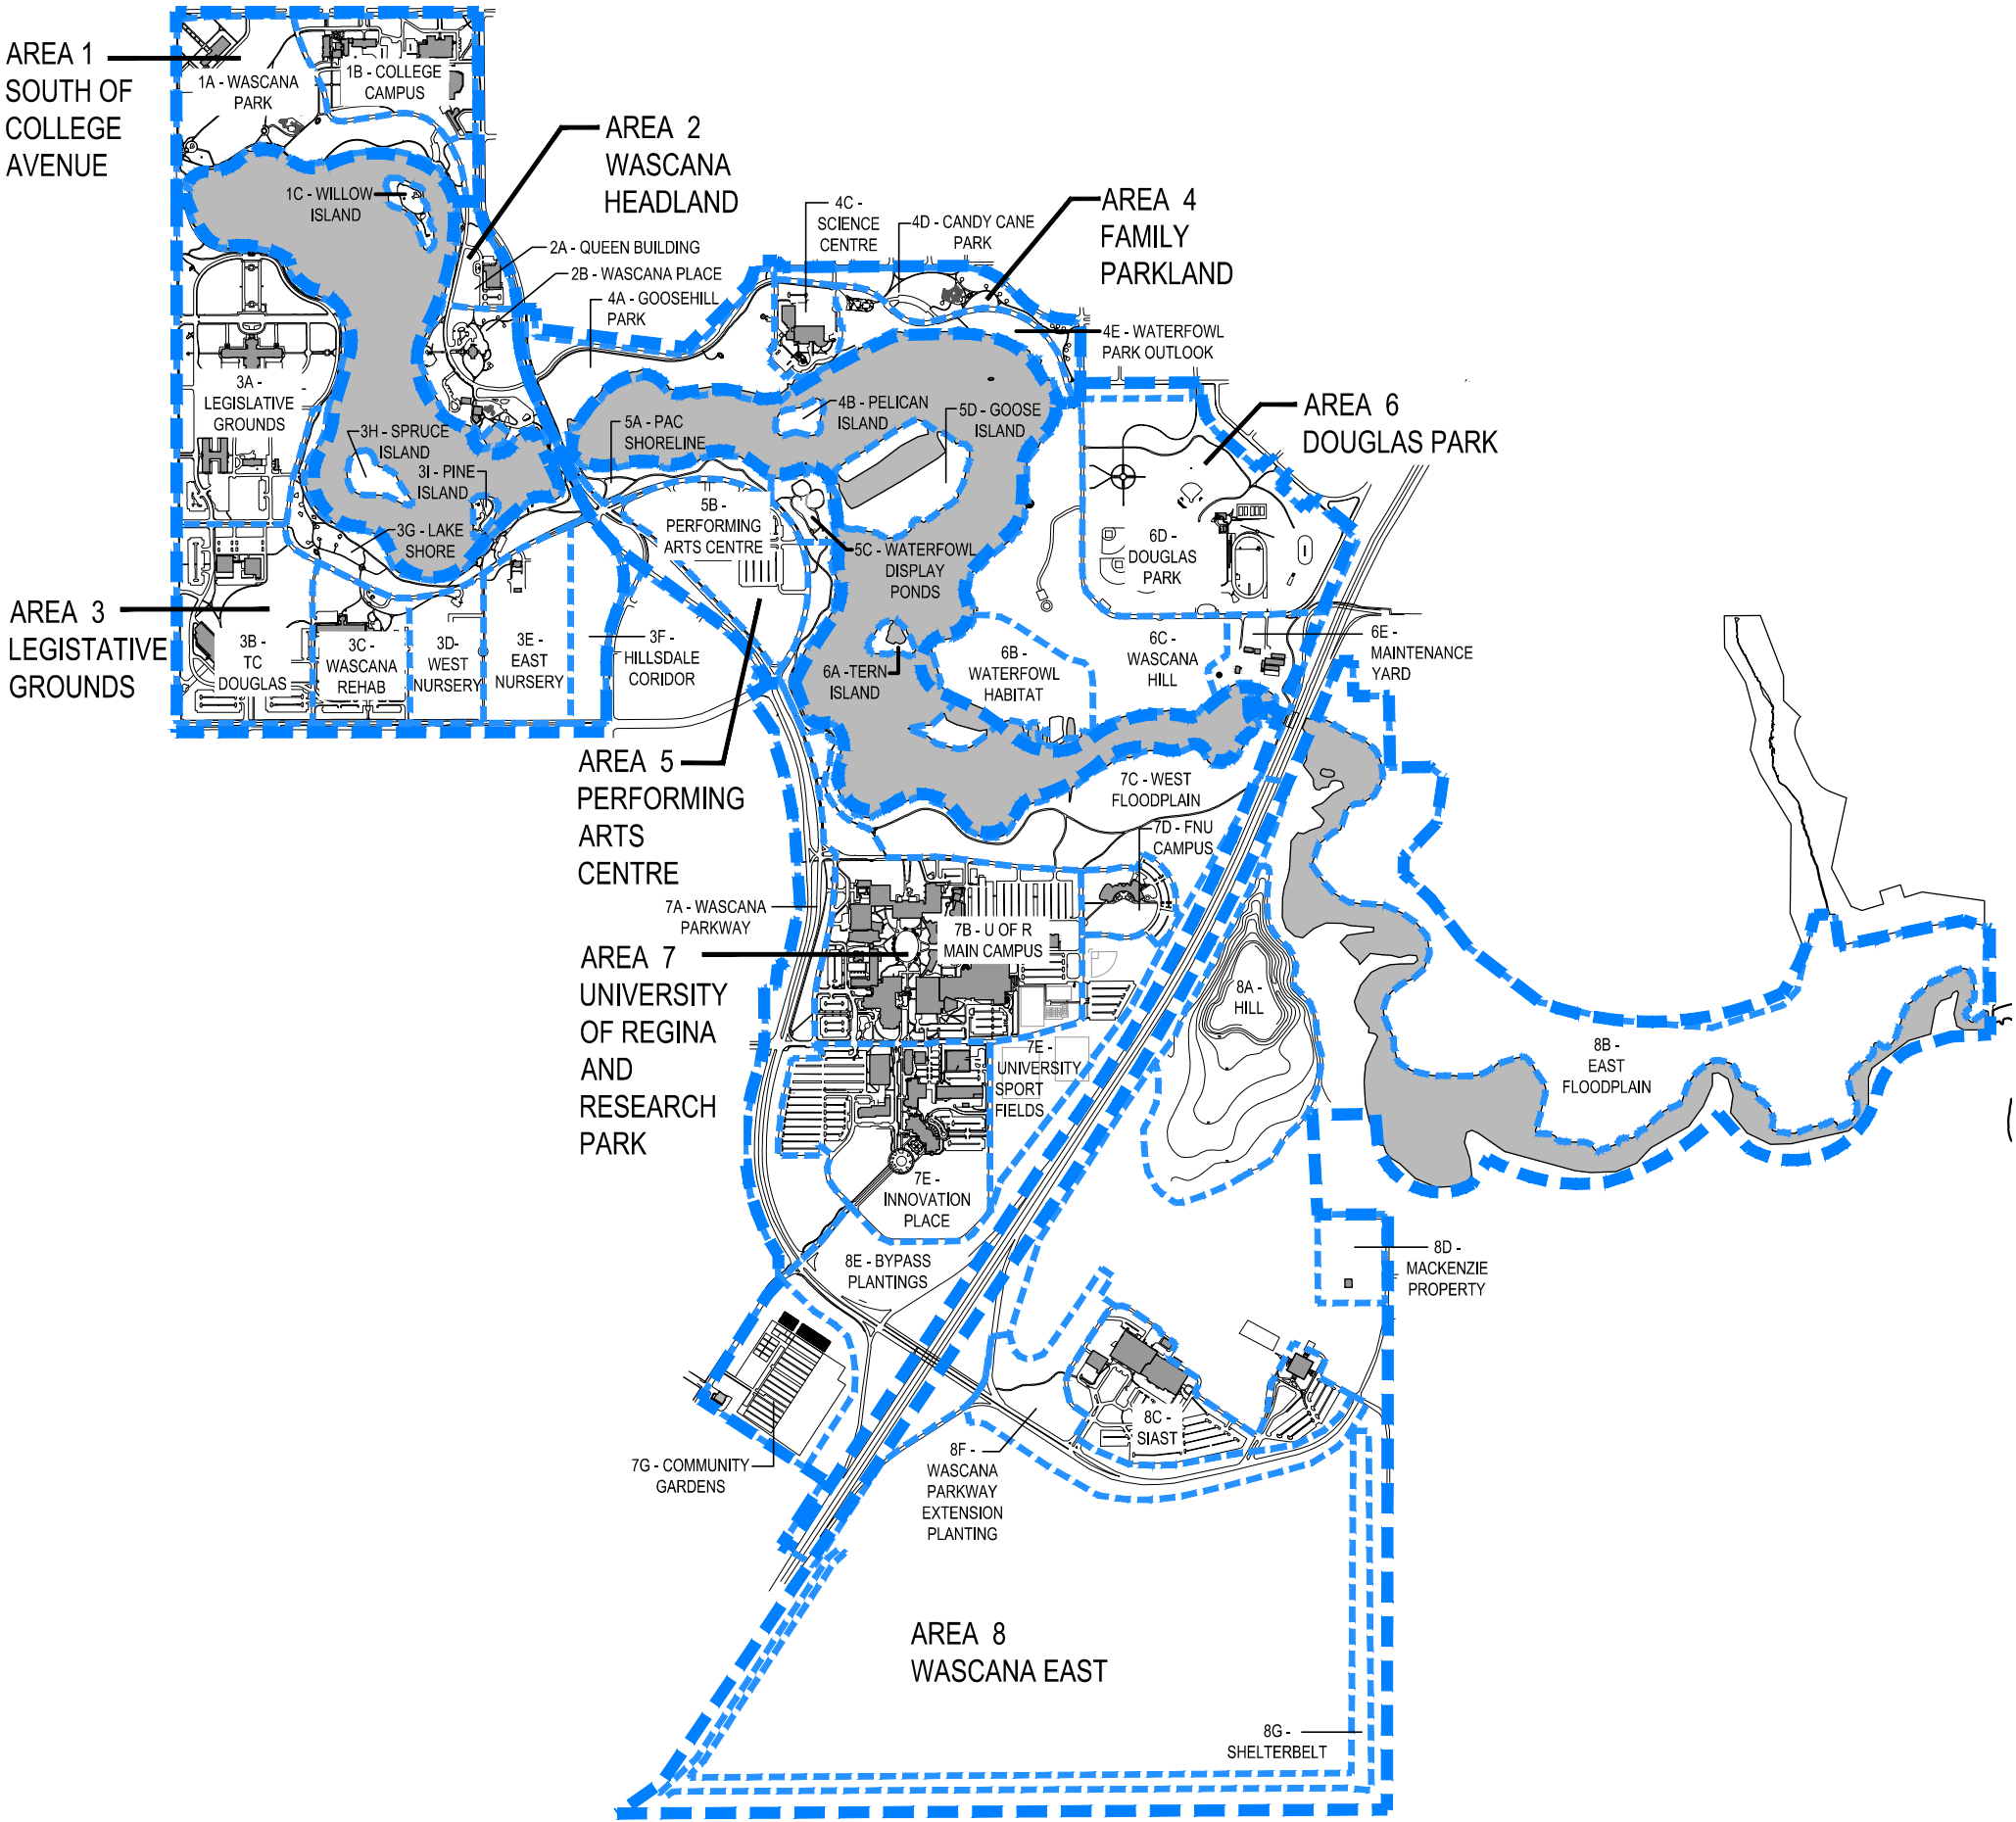 AREA 1
SOUTH OF
COLLEGE
AVENUE
1A - WASCANA
PARK
1B - COLLEGE
CAMPUS
1C - WILLOW
ISLAND
AREA 2
WASCANA
HEADLAND
2A - QUEEN BUILDING
2B - WASCANA PLACE
4A - GOOSEHILL
PARK
4C -
SCIENCE
CENTRE
4D - CANDY CANE
PARK
AREA 4
FAMILY
PARKLAND
4E - WATERFOWL
PARK OUTLOOK
3A -
LEGISLATIVE
GROUNDS
3H - SPRUCE
ISLAND
3I - PINE
ISLAND
3G - LAKE
SHORE
5A - PAC
SHORELINE
4B - PELICAN
ISLAND
5D - GOOSE
ISLAND
AREA 6
DOUGLAS PARK
5B -
PERFORMING
ARTS CENTRE
5C - WATERFOWL
DISPLAY
PONDS
6D -
DOUGLAS
PARK
AREA 3
LEGISTATIVE
GROUNDS
3B -
TC
DOUGLAS
3C -
WASCANA
REHAB
3D-
WEST
NURSERY
3E -
EAST
NURSERY
3F -
HILLSDALE
CORIDOR
6A -TERN
ISLAND
6B -
WATERFOWL
HABITAT
6C -
WASCANA
HILL
6E -
MAINTENANCE
YARD
AREA 5
PERFORMING
ARTS
CENTRE
7C - WEST
FLOODPLAIN
7D - FNU
CAMPUS
7A - WASCANA
PARKWAY
7B - U OF R
MAIN CAMPUS
AREA 7
UNIVERSITY
OF REGINA
AND
RESEARCH
PARK
8A -
HILL
7E -
UNIVERSITY
SPORT
FIELDS
8B -
EAST
FLOODPLAIN
7E -
INNOVATION
PLACE
8E - BYPASS
PLANTINGS
8D -
MACKENZIE
PROPERTY
7G - COMMUNITY
GARDENS
8F -
WASCANA
PARKWAY
EXTENSION
PLANTING
8C -
SIAST
AREA 8
WASCANA EAST
8G -
SHELTERBELT